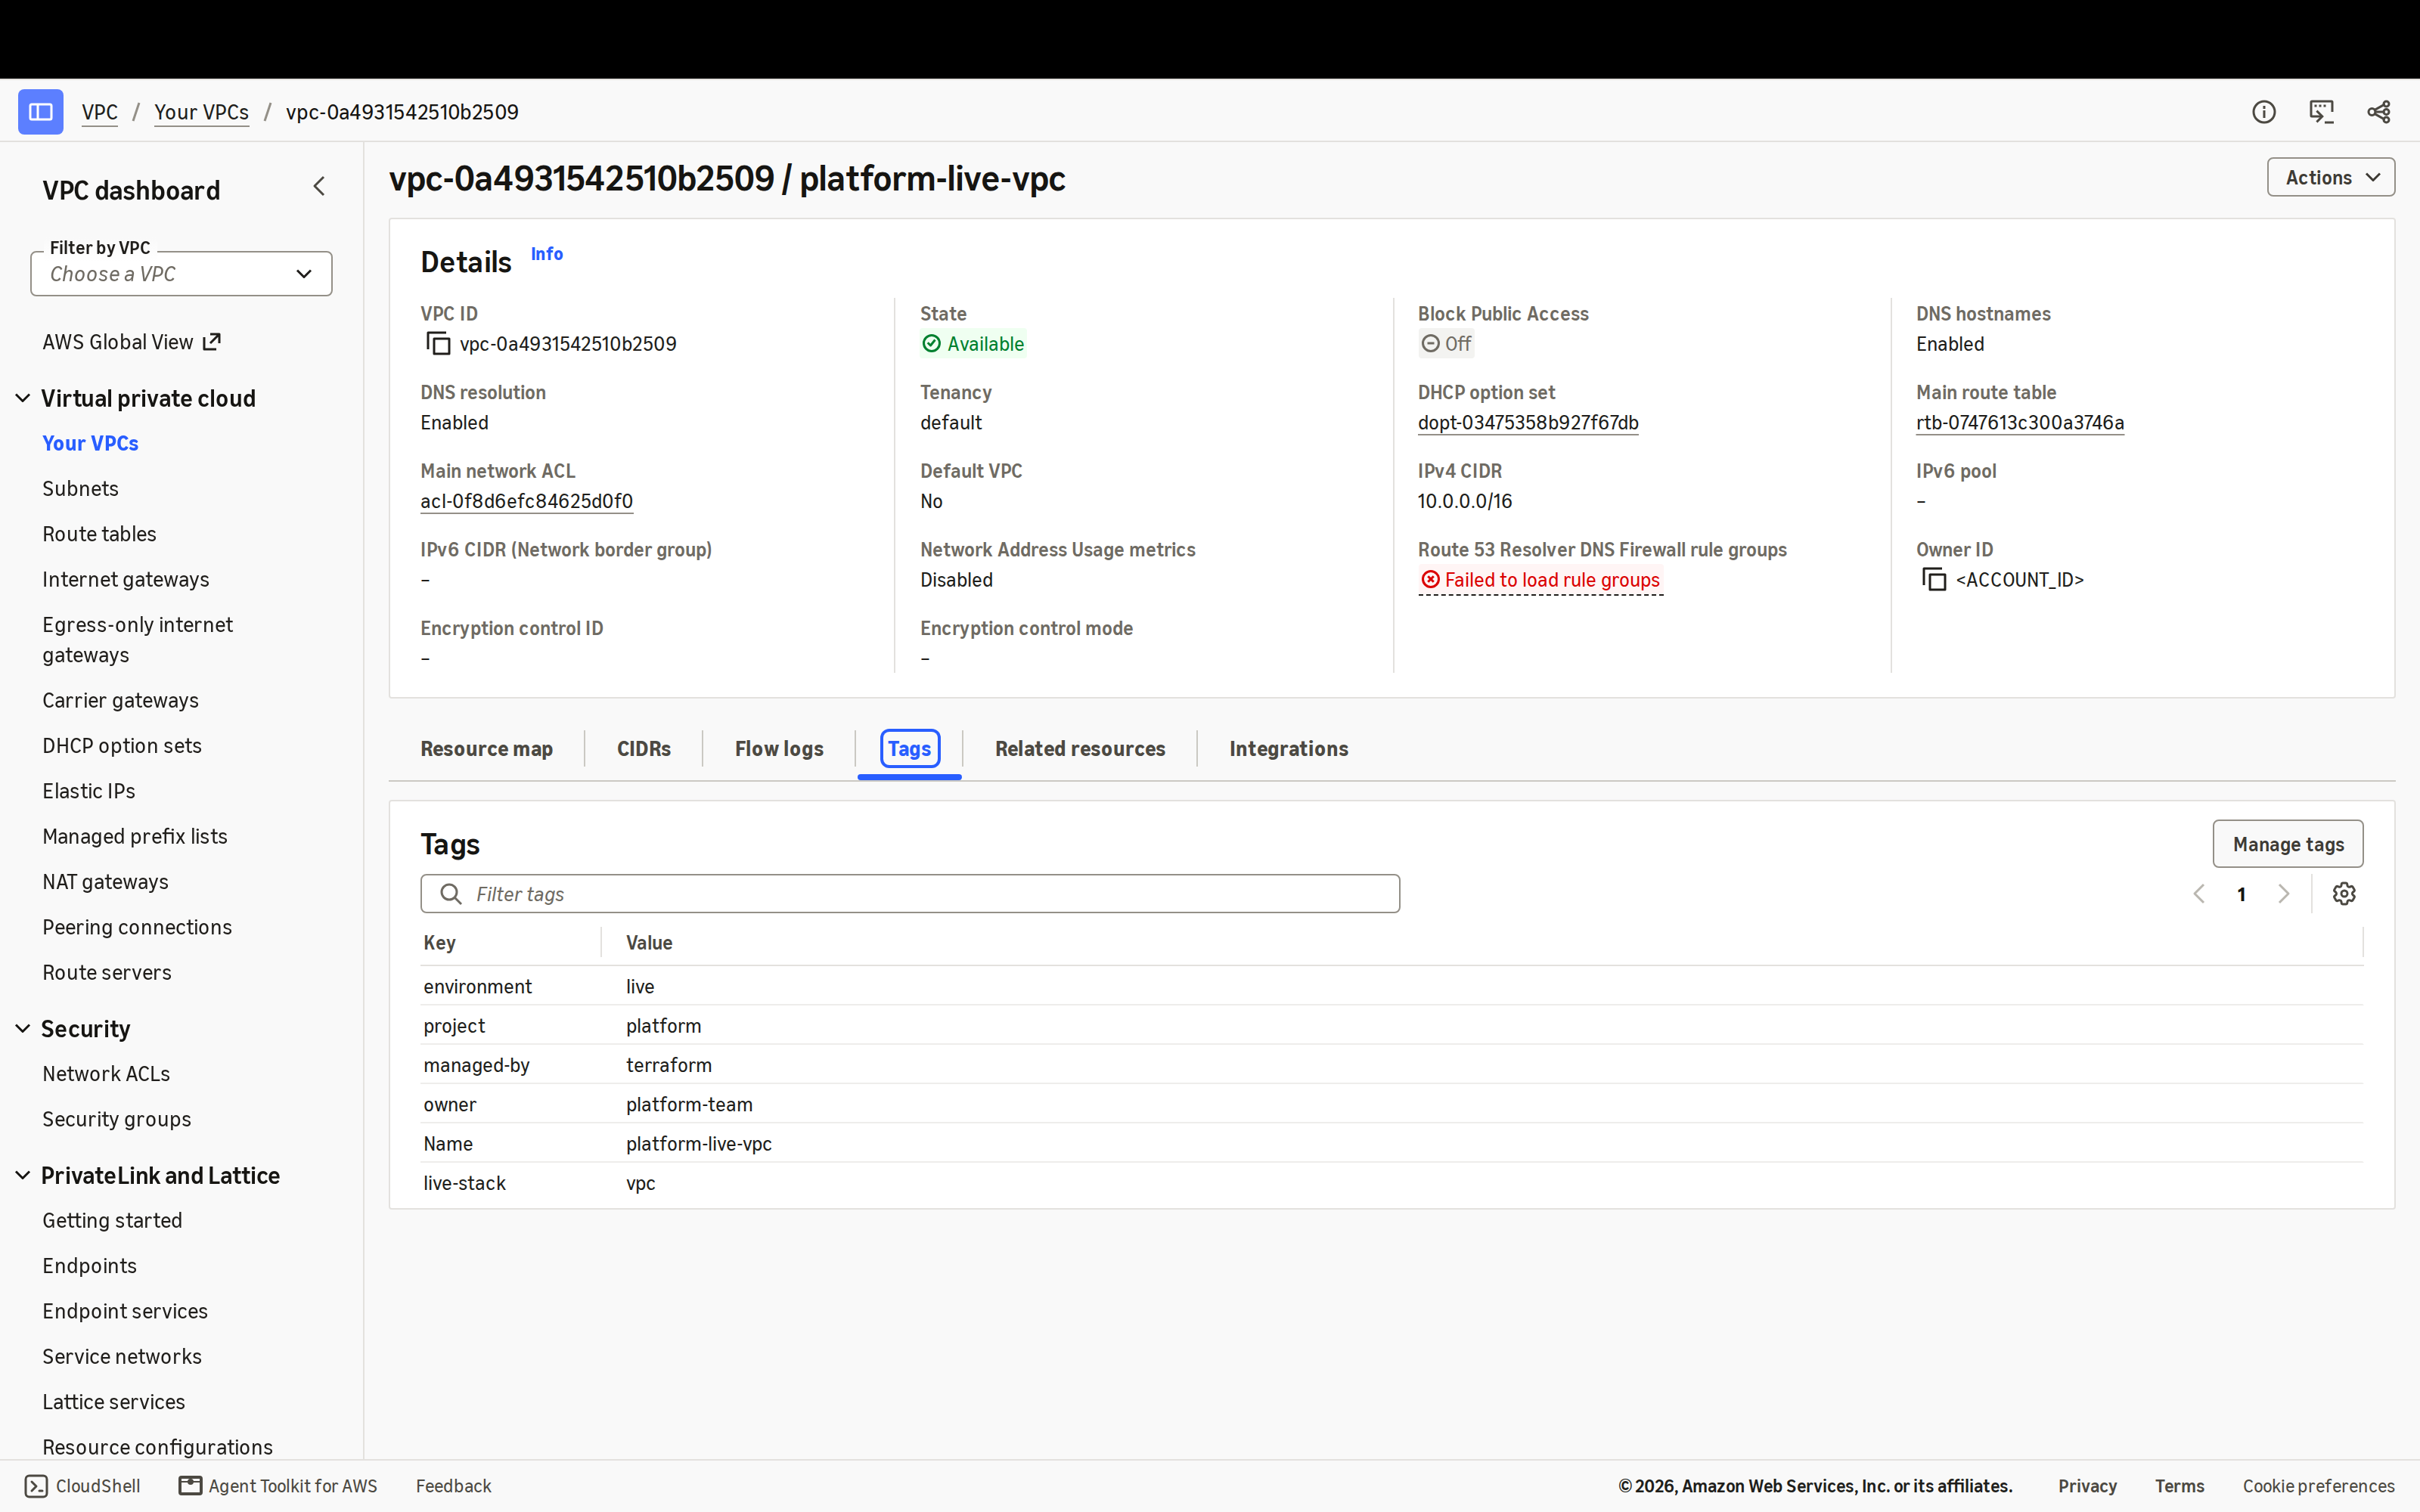 VPC / Your VPCs / vpc-0a4931542510b2509
VPC dashboard
Filter by VPC
Choose a VPC
AWS Global View
Virtual private cloud
Your VPCs
Subnets
Route tables
Internet gateways
Egress-only internet
gateways
Carrier gateways
DHCP option sets
Elastic IPs
Managed prefix lists
NAT gateways
Peering connections
Route servers
Security
Network ACLs
Security groups
PrivateLink and Lattice
Getting started
Endpoints
Endpoint services
Service networks
Lattice services
Resource configurations
vpc-0a4931542510b2509 / platform-live-vpc
Actions
Details Info
VPC ID
vpc-0a4931542510b2509
State
Available
Block Public Access
Off
DNS hostnames
Enabled
DNS resolution
Enabled
Tenancy
default
DHCP option set
dopt-03475358b927f67db
Main route table
rtb-0747613c300a3746a
Main network ACL
acl-0f8d6efc84625d0f0
Default VPC
No
IPv4 CIDR
10.0.0.0/16
IPv6 pool
–
IPv6 CIDR (Network border group)
–
Network Address Usage metrics
Disabled
Route 53 Resolver DNS Firewall rule groups
Failed to load rule groups
Owner ID
<ACCOUNT_ID>
Encryption control ID
–
Encryption control mode
–
Resource map CIDRs Flow logs Tags Related resources Integrations
Tags
Manage tags
Filter tags
1
Key Value
environment live
project platform
managed-by terraform
owner platform-team
Name platform-live-vpc
live-stack vpc
CloudShell Agent Toolkit for AWS Feedback © 2026, Amazon Web Services, Inc. or its affiliates. Privacy Terms Cookie preferences